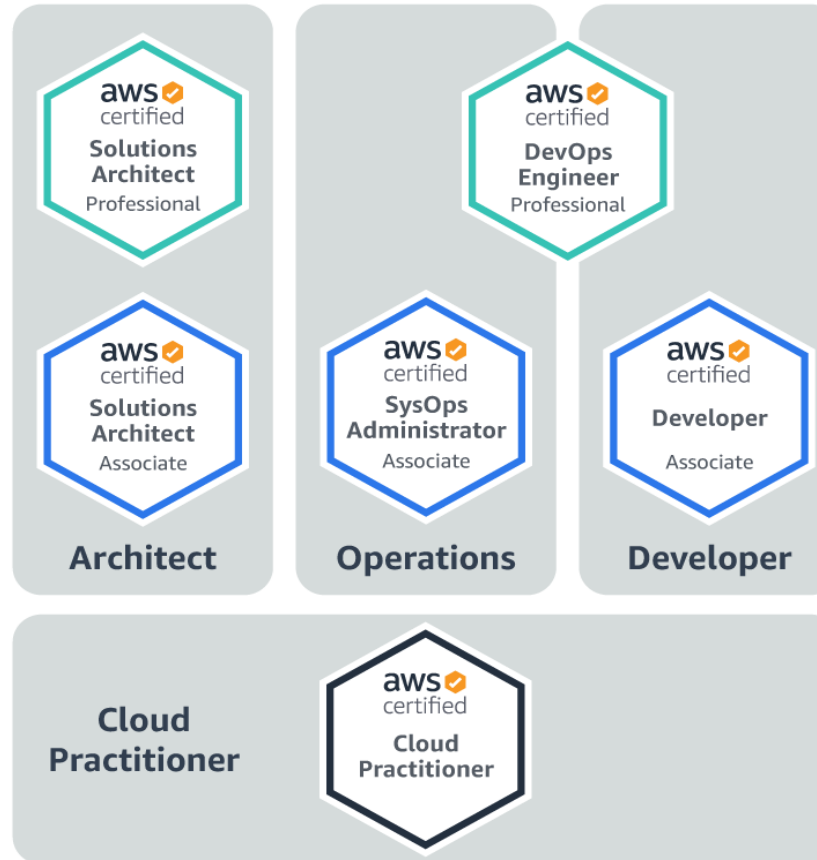 aws
certified
Solutions
Architect
Professional
aws
certified
DevOps
Engineer
Professional
aws
certified
Solutions
Architect
Associate
aws
certified
SysOps
Administrator
Associate
aws
certified
Developer
Associate
Architect
Operations
Developer
Cloud
Practitioner
aws
certified
Cloud
Practitioner